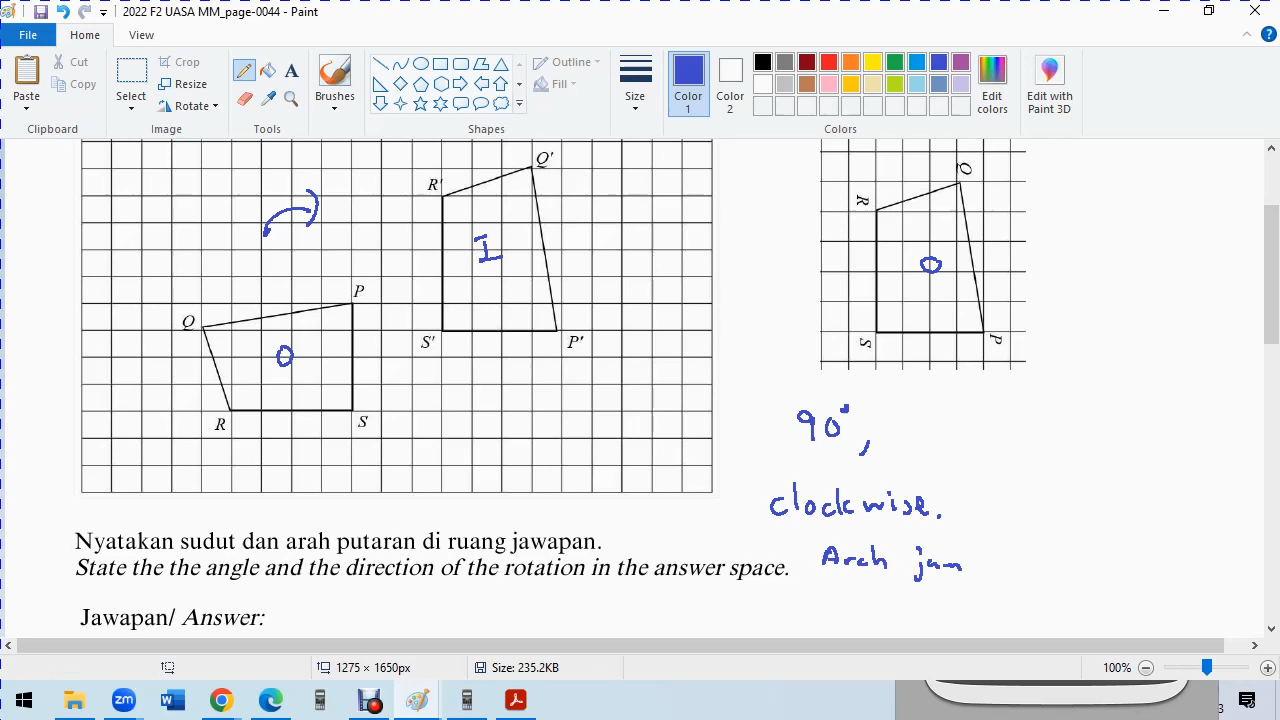 2022 F2 UASA MM_page-0044 - Paint
File Home View
Paste
Cut
Copy
Clipboard
Select
Crop
Resize
Rotate
Image
A
Tools
Brushes
Outline
Fill
Shapes
Size
Color 1
Color 2
Edit colors
Edit with Paint 3D
Colors
Q'
R'
I
P
Q
O
S'
P'
R
S
Q
R
O
S
P
90°,
clockwise.
Arah jam
Nyatakan sudut dan arah putaran di ruang jawapan.
State the the angle and the direction of the rotation in the answer space.
Jawapan/ Answer:
1275 × 1650px
Size: 235.2KB
100%
zm
W
3